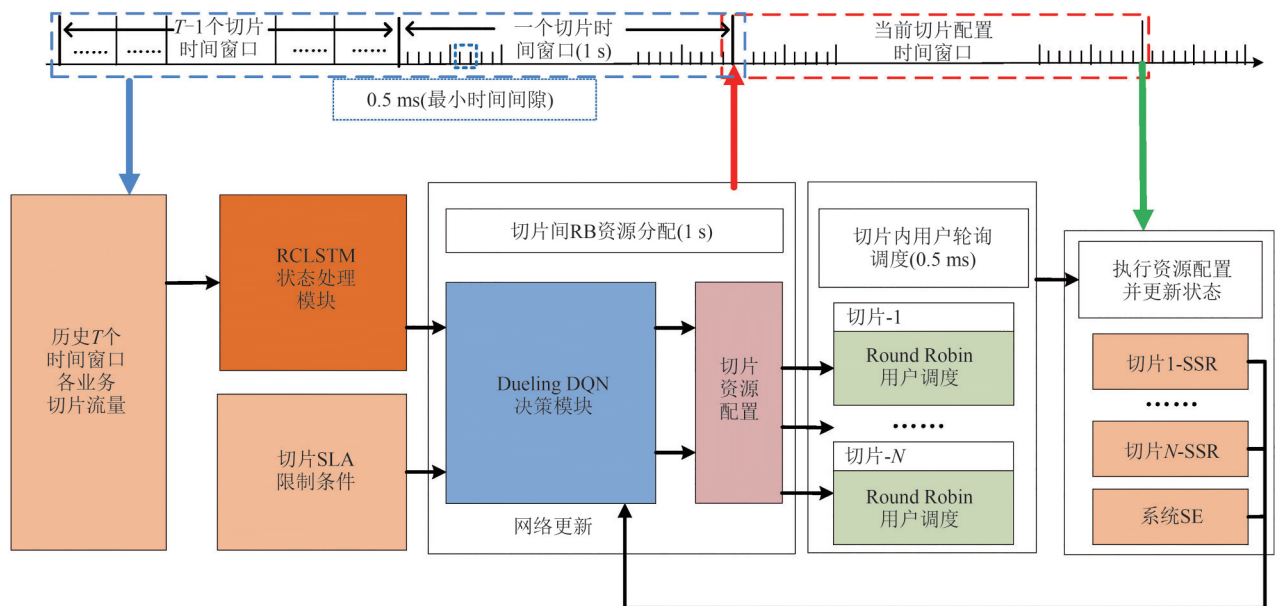 T−1个切片
时间窗口
......
......
......
......
一个切片时
间窗口(1 s)
当前切片配置
时间窗口
0.5 ms(最小时间间隙)
历史T个
时间窗口
各业务
切片流量
RCLSTM
状态处理
模块
切片SLA
限制条件
切片间RB资源分配(1 s)
Dueling DQN
决策模块
网络更新
切片
资源
配置
切片内用户轮询
调度(0.5 ms)
切片-1
Round Robin
用户调度
......
切片-N
Round Robin
用户调度
执行资源配置
并更新状态
切片1-SSR
......
切片N-SSR
系统SE